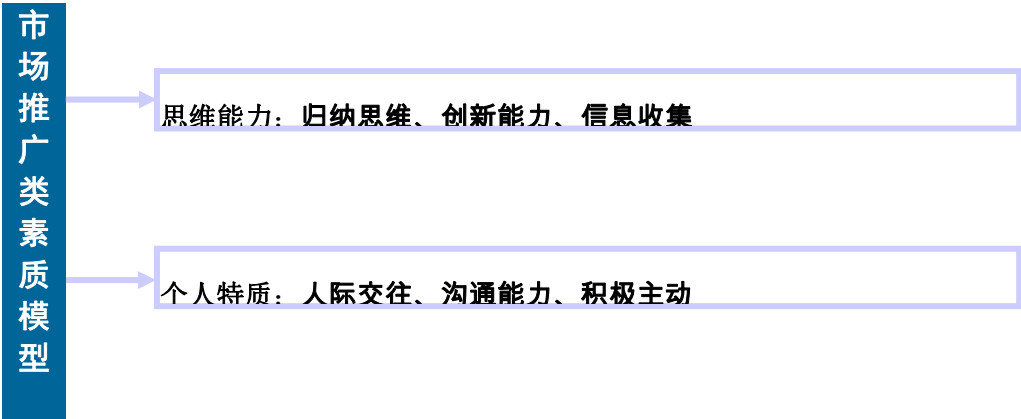 市场推广类素质模型
思维能力：归纳思维、创新能力、信息收集
个人特质：人际交往、沟通能力、积极主动